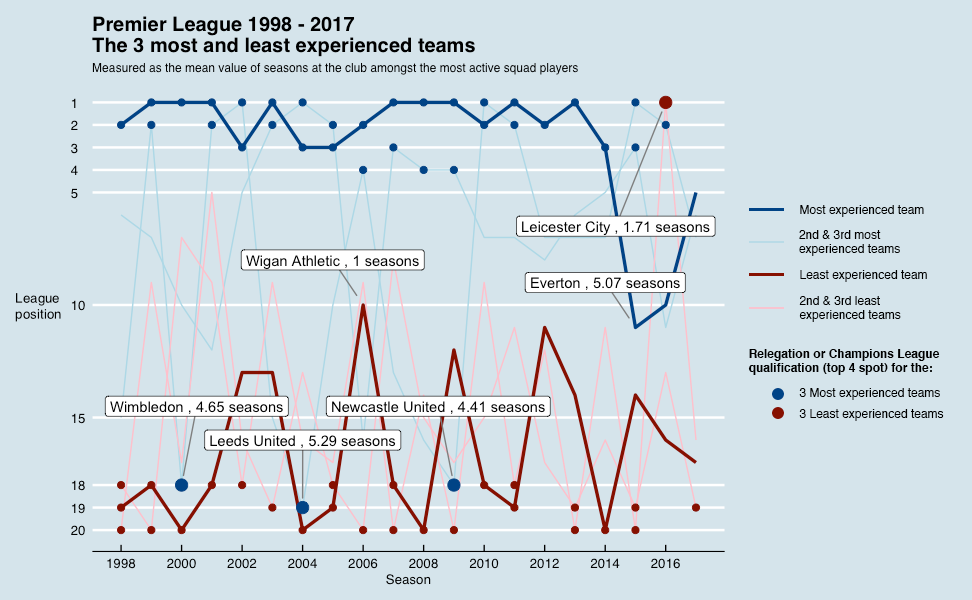 Premier League 1998 - 2017
The 3 most and least experienced teams
Measured as the mean value of seasons at the club amongst the most active squad players
1
2
3
4
5
Most experienced team
Leicester City , 1.71 seasons
2nd & 3rd most
experienced teams
Wigan Athletic , 1 seasons
Least experienced team
Everton , 5.07 seasons
League
position
10
2nd & 3rd least
experienced teams
Relegation or Champions League
qualification (top 4 spot) for the:
3 Most experienced teams
Wimbledon , 4.65 seasons
Newcastle United , 4.41 seasons
3 Least experienced teams
15
Leeds United , 5.29 seasons
18
19
20
1998 2000 2002 2004 2006 2008 2010 2012 2014 2016
Season